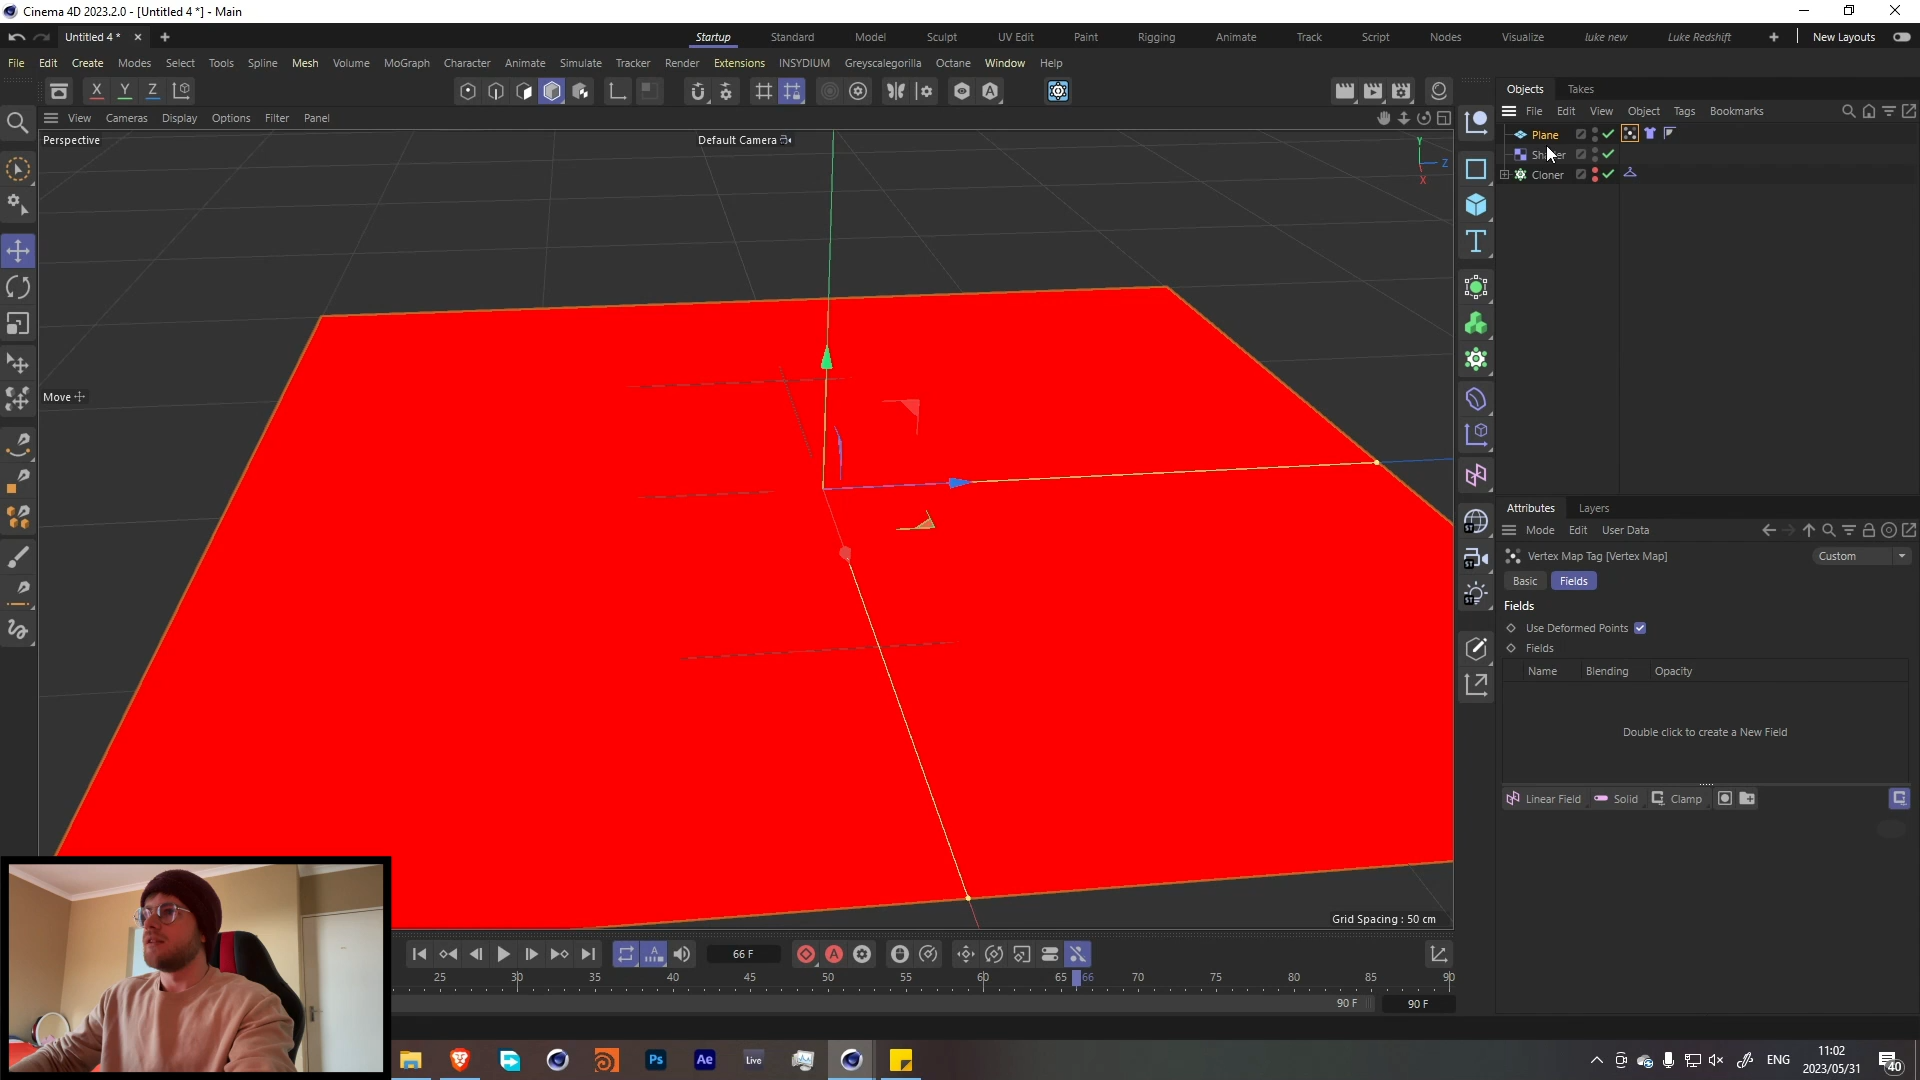 Cinema 4D 2023.2.0 - [Untitled 4 *] - Main
Untitled 4 *
Startup Standard Model Sculpt UV Edit Paint Rigging Animate Track Script Nodes Visualize luke new Luke Redshift New Layouts
File Edit Create Modes Select Tools Spline Mesh Volume MoGraph Character Animate Simulate Tracker Render Extensions INSYDIUM Greyscalegorilla Octane Window Help
X Y Z
Objects Takes
File Edit View Object Tags Bookmarks
View Cameras Display Options Filter Panel
Perspective
Default Camera
Y
Z
X
Plane
Cloner
Move
Attributes Layers
Mode Edit User Data
Vertex Map Tag [Vertex Map]
Custom
Basic Fields
Fields
Use Deformed Points
Fields
Name Blending Opacity
Double click to create a New Field
Linear Field Solid Clamp
Grid Spacing : 50 cm
66 F
25 30 35 40 45 50 55 60 65 66 70 75 80 85 90
90 F 90 F
Ps Ae Live
ENG
11:02
2023/05/31
40